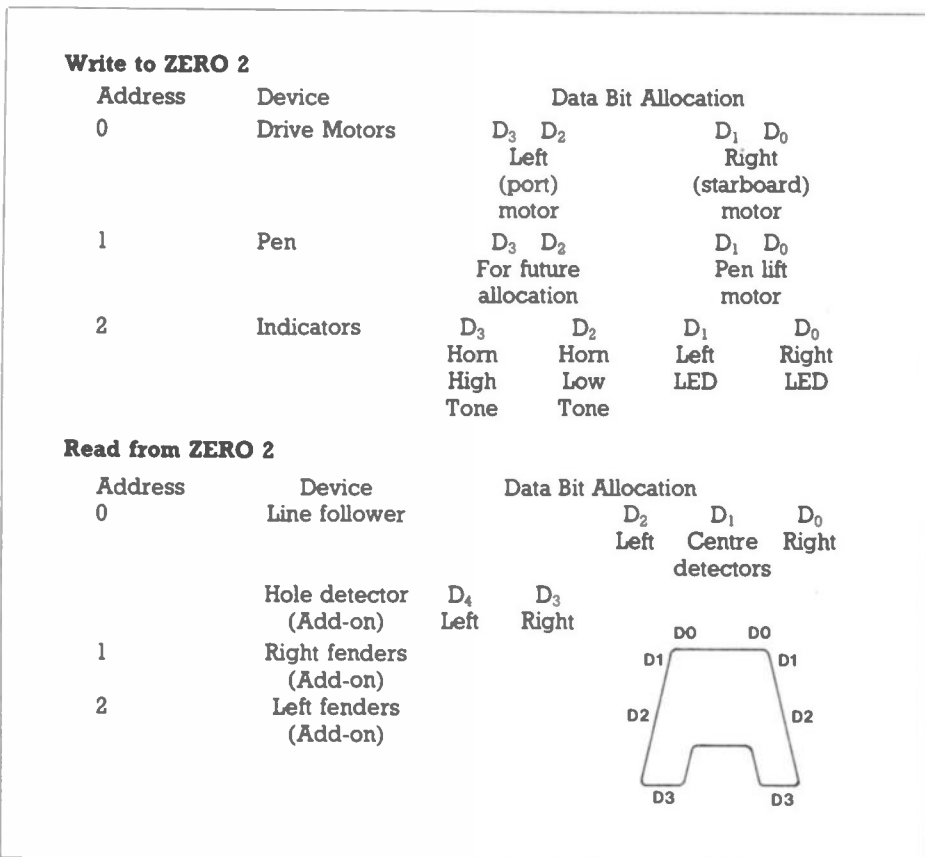 Write to ZERO 2
Address Device Data Bit Allocation
0 Drive Motors D₃ D₂ D₁ D₀
Left Right
(port) (starboard)
motor motor
1 Pen D₃ D₂ D₁ D₀
For future Pen lift
allocation motor
2 Indicators D₃ D₂ D₁ D₀
Horn Horn Left Right
High Low LED LED
Tone Tone
Read from ZERO 2
Address Device Data Bit Allocation
0 Line follower D₂ D₁ D₀
Left Centre Right
detectors
Hole detector D₄ D₃
(Add-on) Left Right
D0 D0
1 Right fenders D1 D1
(Add-on)
2 Left fenders D2 D2
(Add-on)
D3 D3